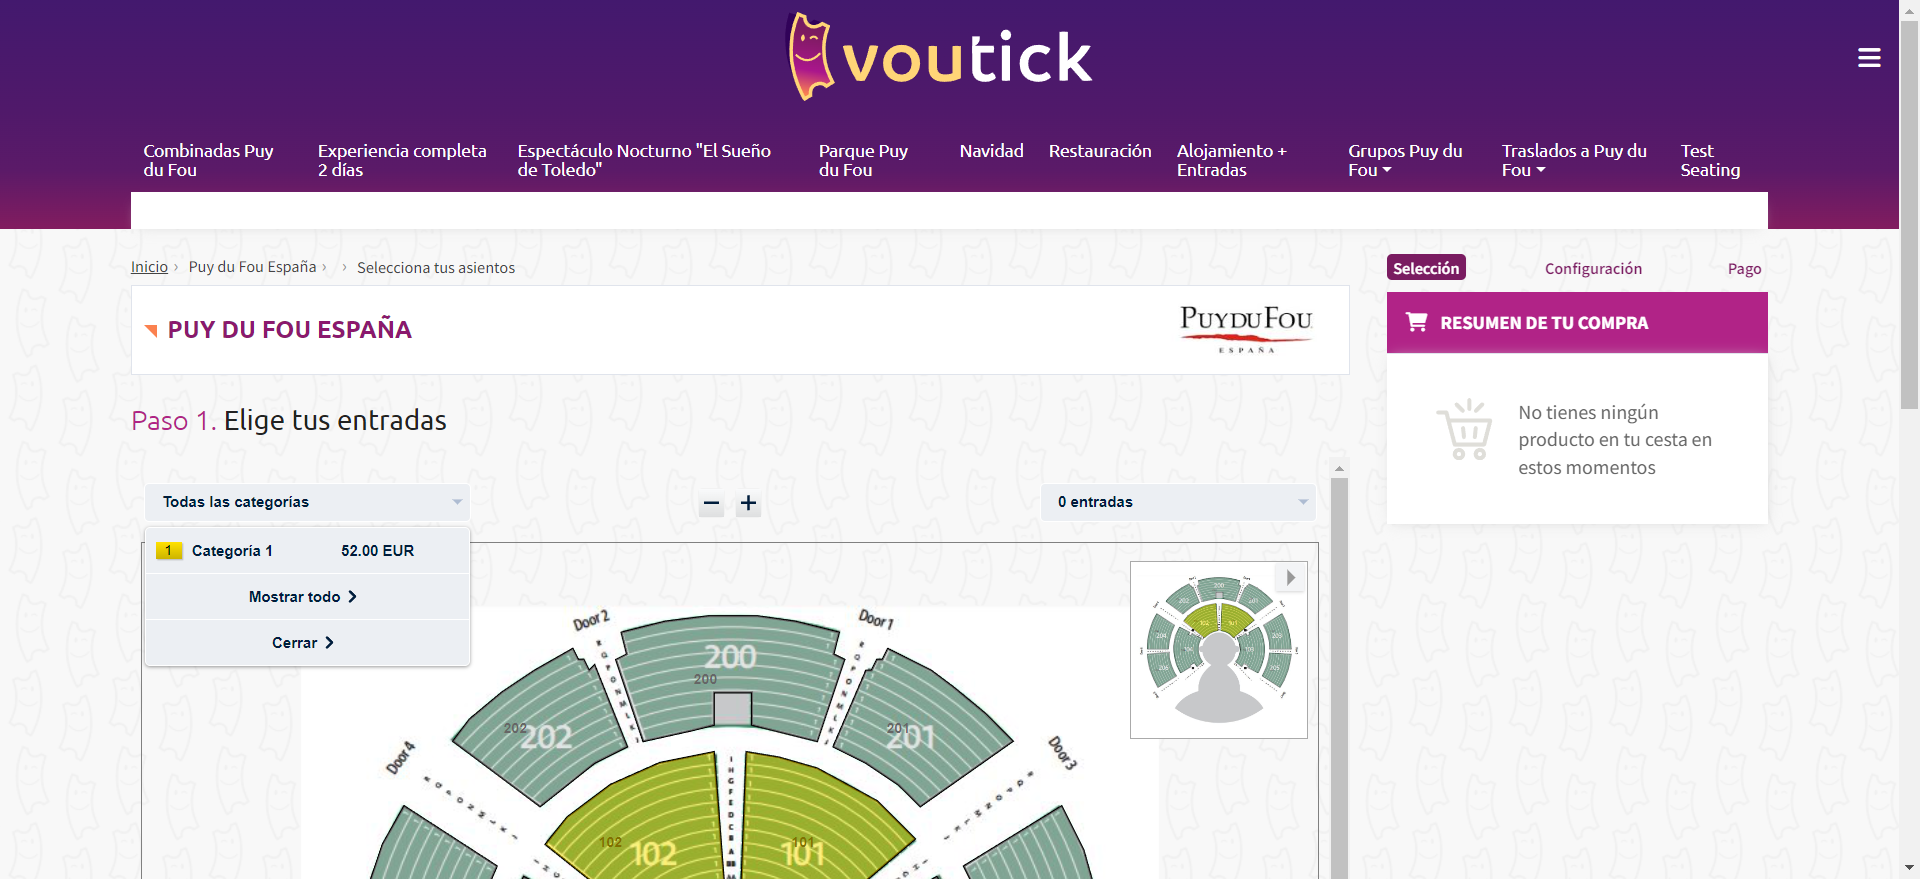 voutick
Combinadas Puy du Fou
Experiencia completa 2 días
Espectáculo Nocturno "El Sueño de Toledo"
Parque Puy du Fou
Navidad
Restauración
Alojamiento + Entradas
Grupos Puy du Fou
Traslados a Puy du Fou
Test Seating
Inicio › Puy du Fou España › › Selecciona tus asientos
Selección
Configuración
Pago
PUY DU FOU ESPAÑA
PUYDUFOU
ESPAÑA
RESUMEN DE TU COMPRA
No tienes ningún
producto en tu cesta en
estos momentos
Paso 1. Elige tus entradas
Todas las categorías
− +
0 entradas
1 Categoría 1 52.00 EUR
Mostrar todo
Cerrar
Door 2
Door 1
200
200
202
202
201
201
Door 4
Door 3
102
102
101
101